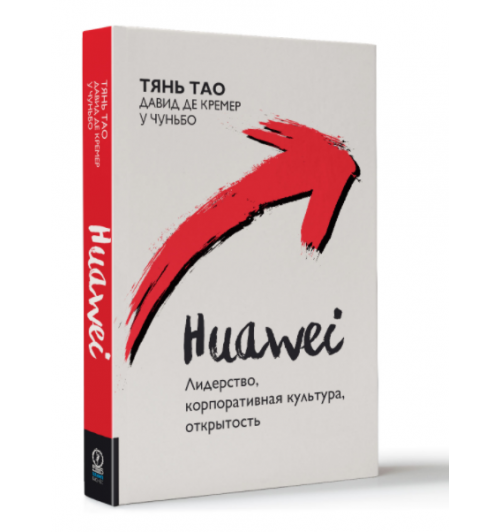 ТЯНЬ ТАО
ДАВИД ДЕ КРЕМЕР
У ЧУНЬБО
Huawei
Лидерство,
корпоративная культура,
открытость
ТЯНЬ ТАО
ДАВИД ДЕ КРЕМЕР
У ЧУНЬБО
Huawei